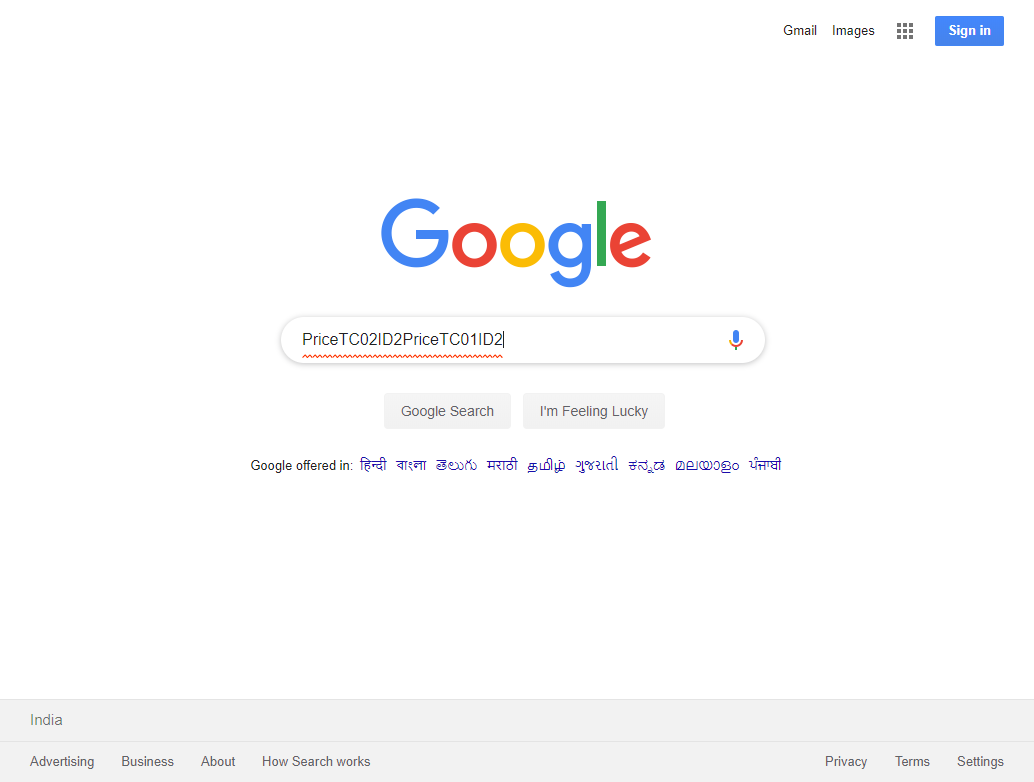 Gmail Images Sign in
Google
PriceTC02ID2PriceTC01ID2
Google Search I'm Feeling Lucky
Google offered in: हिन्दी বাংলা తెలుగు मराठी தமிழ் ગુજરાતી ಕನ್ನಡ മലയാളം ਪੰਜਾਬੀ
India
Advertising Business About How Search works Privacy Terms Settings